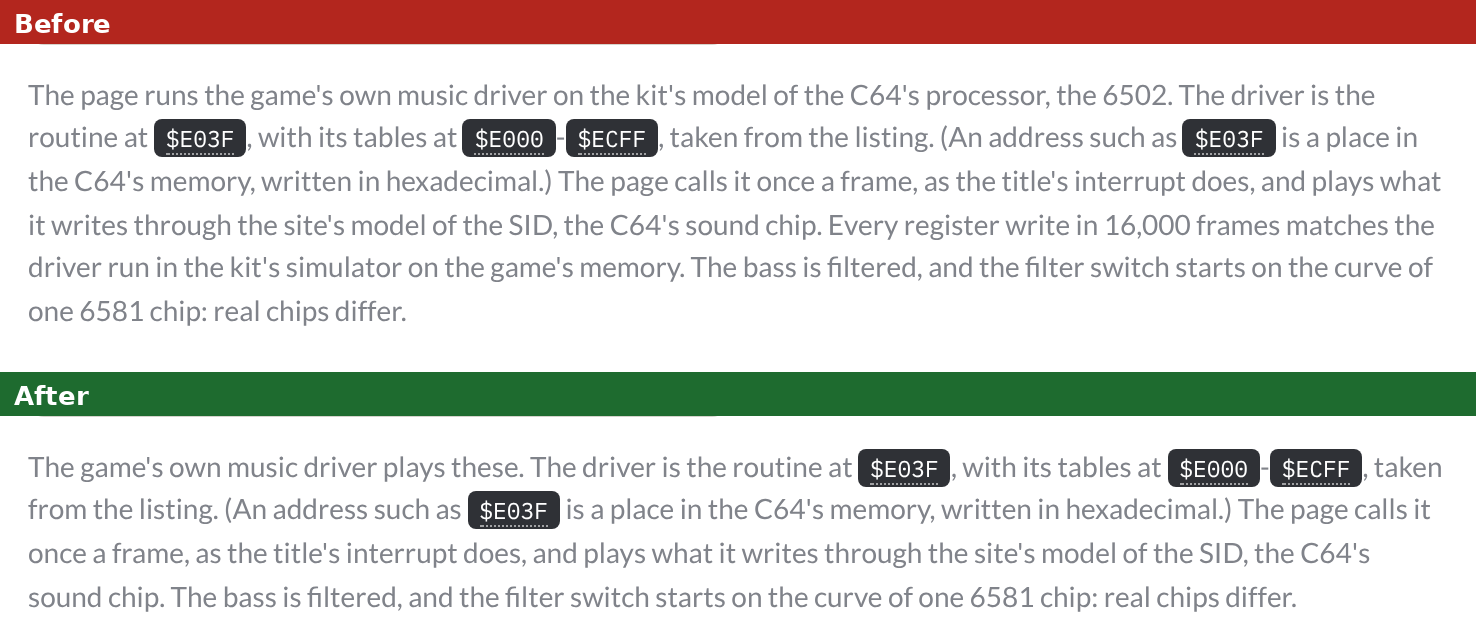 Before
The page runs the game's own music driver on the kit's model of the C64's processor, the 6502. The driver is the
routine at $E03F, with its tables at $E000-$ECFF, taken from the listing. (An address such as $E03F is a place in
the C64's memory, written in hexadecimal.) The page calls it once a frame, as the title's interrupt does, and plays what
it writes through the site's model of the SID, the C64's sound chip. Every register write in 16,000 frames matches the
driver run in the kit's simulator on the game's memory. The bass is filtered, and the filter switch starts on the curve of
one 6581 chip: real chips differ.
After
The game's own music driver plays these. The driver is the routine at $E03F, with its tables at $E000-$ECFF, taken
from the listing. (An address such as $E03F is a place in the C64's memory, written in hexadecimal.) The page calls it
once a frame, as the title's interrupt does, and plays what it writes through the site's model of the SID, the C64's
sound chip. The bass is filtered, and the filter switch starts on the curve of one 6581 chip: real chips differ.